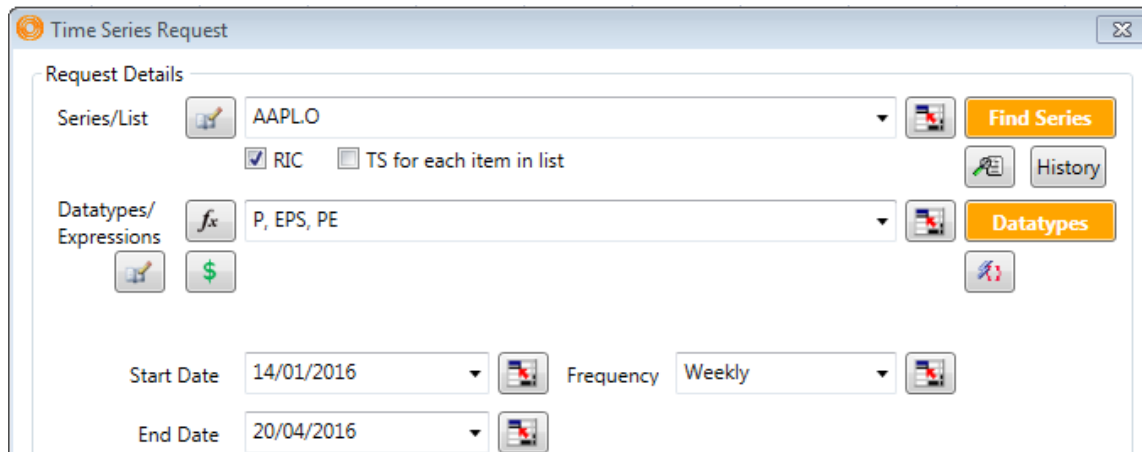 Time Series Request
Request Details
Series/List AAPL.O Find Series
RIC TS for each item in list History
Datatypes/ fx P, EPS, PE Datatypes
Expressions
$
Start Date 14/01/2016 Frequency Weekly
End Date 20/04/2016